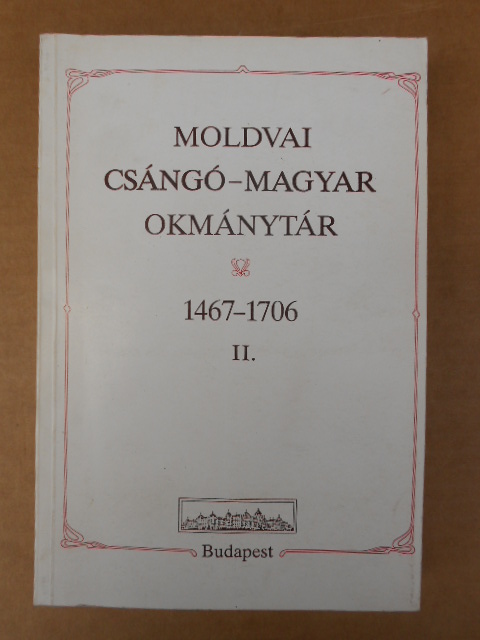 MOLDVAI
CSÁNGÓ–MAGYAR
OKMÁNYTÁR
1467–1706
II.
Budapest